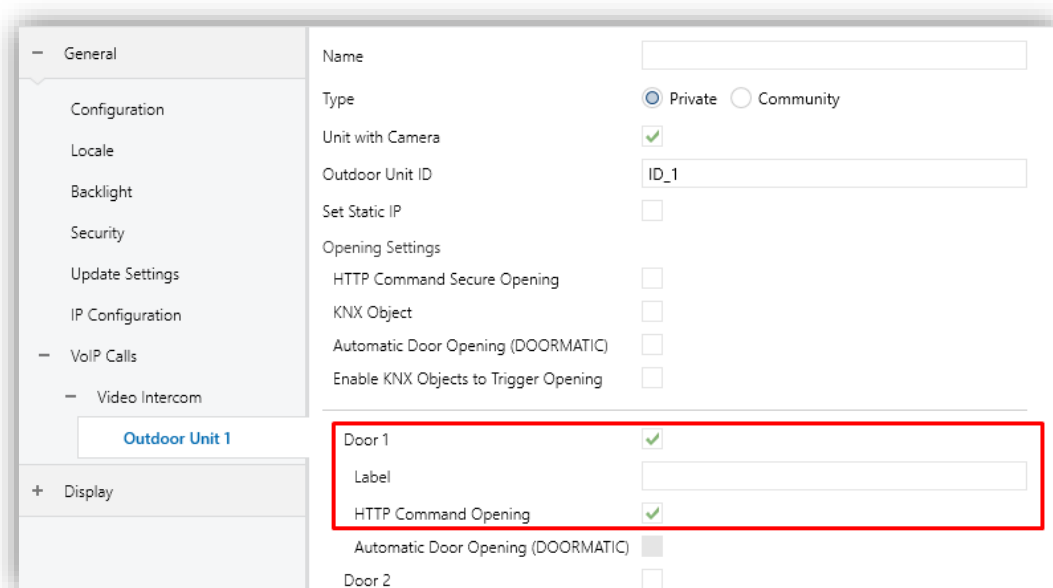 General
Configuration
Locale
Backlight
Security
Update Settings
IP Configuration
VoIP Calls
Video Intercom
Outdoor Unit 1
Display
Name
Type Private Community
Unit with Camera
Outdoor Unit ID ID_1
Set Static IP
Opening Settings
HTTP Command Secure Opening
KNX Object
Automatic Door Opening (DOORMATIC)
Enable KNX Objects to Trigger Opening
Door 1
Label
HTTP Command Opening
Automatic Door Opening (DOORMATIC)
Door 2